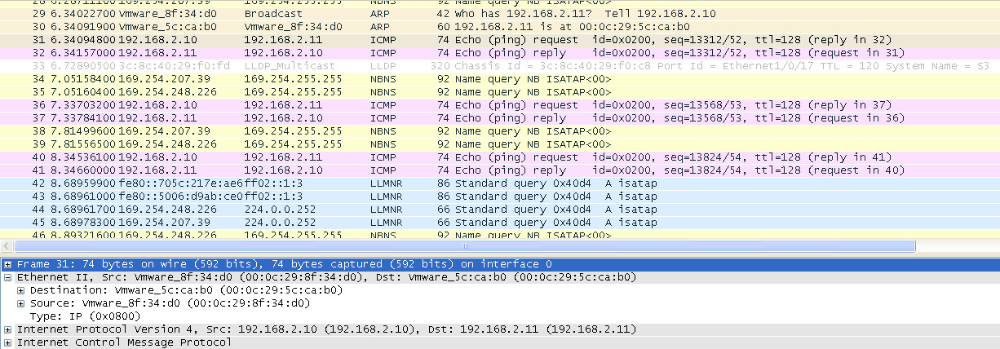 28 6.28711100 169.254.248.226 169.254.255.255 NBNS 92 Name query NB ISATAP<00>
29 6.34022700 Vmware_8f:34:d0 Broadcast ARP 42 Who has 192.168.2.11? Tell 192.168.2.10
30 6.34091900 Vmware_5c:ca:b0 Vmware_8f:34:d0 ARP 60 192.168.2.11 is at 00:0c:29:5c:ca:b0
31 6.34094800 192.168.2.10 192.168.2.11 ICMP 74 Echo (ping) request id=0x0200, seq=13312/52, ttl=128 (reply in 32)
32 6.34157000 192.168.2.11 192.168.2.10 ICMP 74 Echo (ping) reply id=0x0200, seq=13312/52, ttl=128 (request in 31)
33 6.72890500 3c:8c:40:29:f0:fd LLDP_Multicast LLDP 320 Chassis Id = 3c:8c:40:29:f0:c8 Port Id = Ethernet1/0/17 TTL = 120 System Name = S3
34 7.05158400 169.254.207.39 169.254.255.255 NBNS 92 Name query NB ISATAP<00>
35 7.05160400 169.254.248.226 169.254.255.255 NBNS 92 Name query NB ISATAP<00>
36 7.33703200 192.168.2.10 192.168.2.11 ICMP 74 Echo (ping) request id=0x0200, seq=13568/53, ttl=128 (reply in 37)
37 7.33784100 192.168.2.11 192.168.2.10 ICMP 74 Echo (ping) reply id=0x0200, seq=13568/53, ttl=128 (request in 36)
38 7.81499600 169.254.207.39 169.254.255.255 NBNS 92 Name query NB ISATAP<00>
39 7.81556500 169.254.248.226 169.254.255.255 NBNS 92 Name query NB ISATAP<00>
40 8.34536100 192.168.2.10 192.168.2.11 ICMP 74 Echo (ping) request id=0x0200, seq=13824/54, ttl=128 (reply in 41)
41 8.34660000 192.168.2.11 192.168.2.10 ICMP 74 Echo (ping) reply id=0x0200, seq=13824/54, ttl=128 (request in 40)
42 8.68959900 fe80::705c:217e:ae6 ff02::1:3 LLMNR 86 Standard query 0x40d4 A isatap
43 8.68961000 fe80::5006:d9ab:ce0 ff02::1:3 LLMNR 86 Standard query 0x40d4 A isatap
44 8.68961700 169.254.248.226 224.0.0.252 LLMNR 66 Standard query 0x40d4 A isatap
45 8.68978300 169.254.207.39 224.0.0.252 LLMNR 66 Standard query 0x40d4 A isatap
46 8.89321600 169.254.248.226 169.254.255.255 NBNS 92 Name query NB ISATAP<00>
Frame 31: 74 bytes on wire (592 bits), 74 bytes captured (592 bits) on interface 0
Ethernet II, Src: Vmware_8f:34:d0 (00:0c:29:8f:34:d0), Dst: Vmware_5c:ca:b0 (00:0c:29:5c:ca:b0)
Destination: Vmware_5c:ca:b0 (00:0c:29:5c:ca:b0)
Source: Vmware_8f:34:d0 (00:0c:29:8f:34:d0)
Type: IP (0x0800)
Internet Protocol Version 4, Src: 192.168.2.10 (192.168.2.10), Dst: 192.168.2.11 (192.168.2.11)
Internet Control Message Protocol